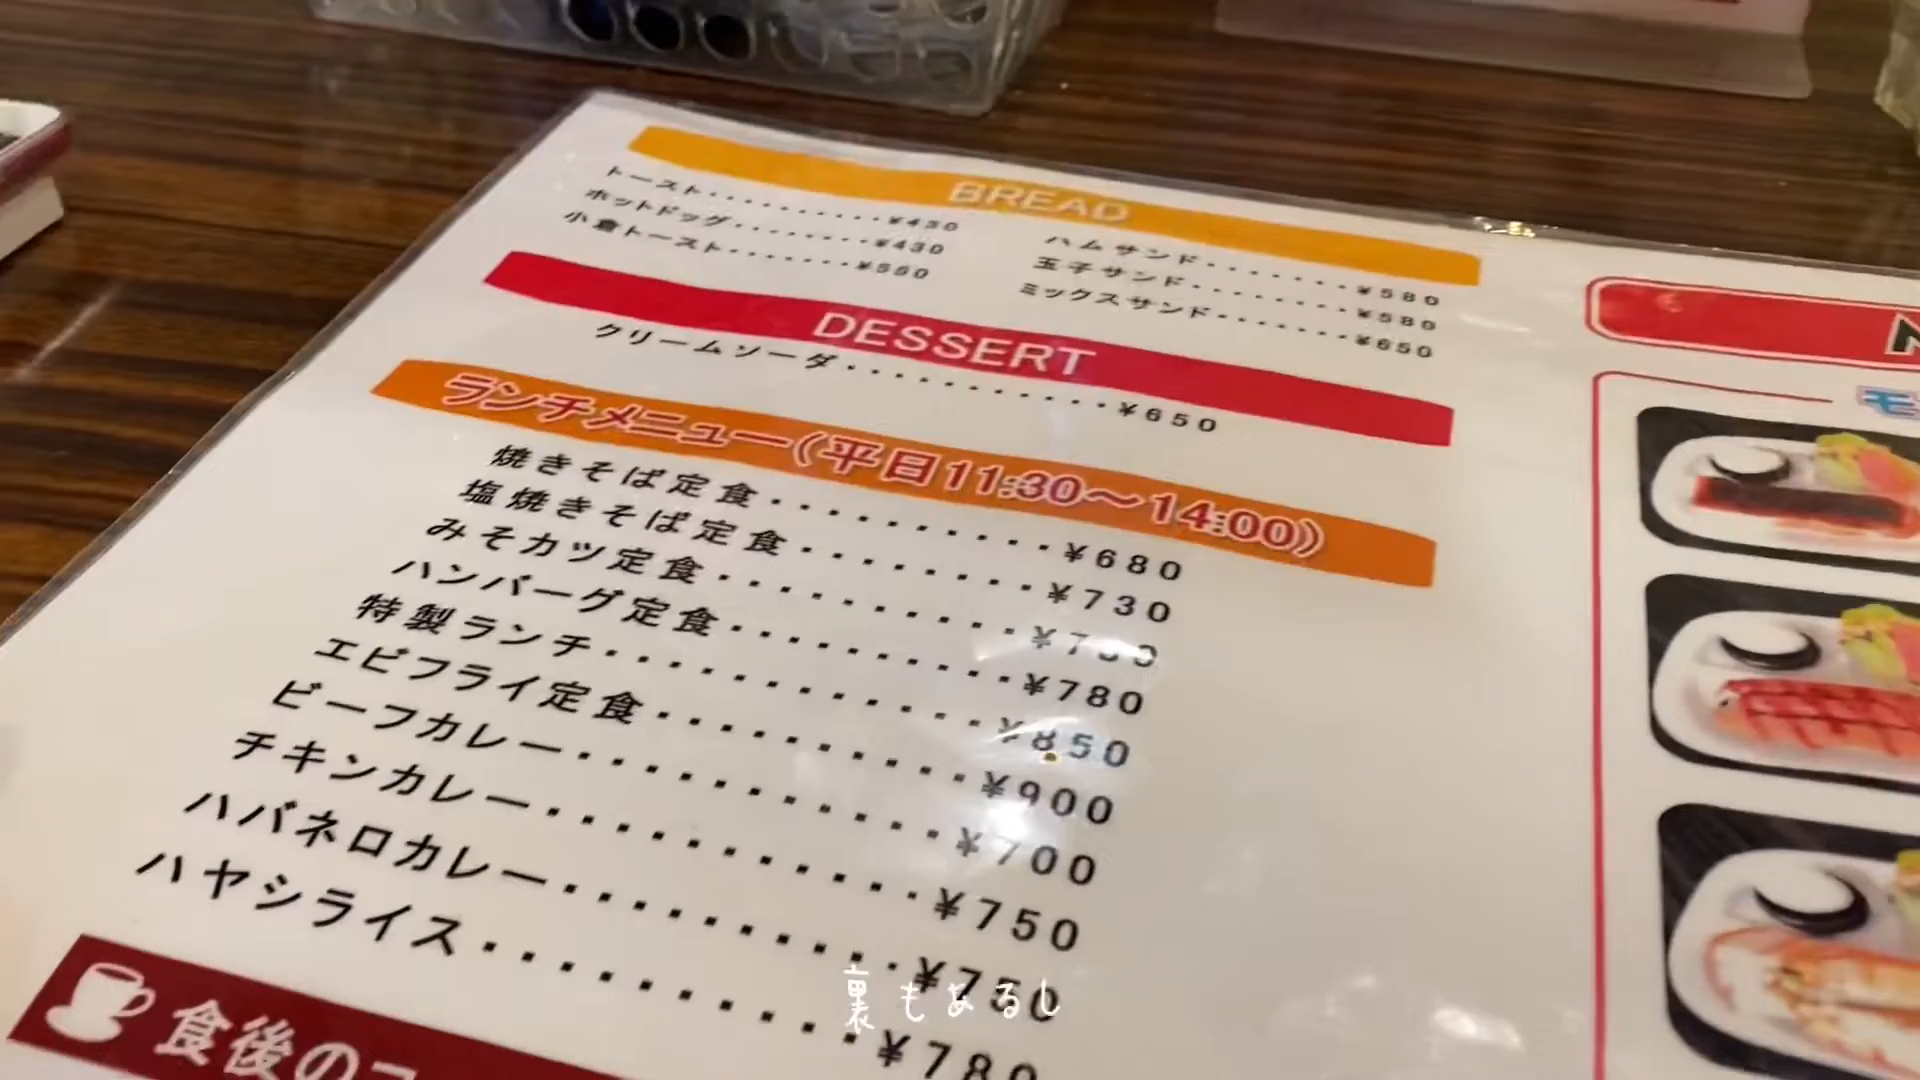 BREAD
トースト・・・・・・・・・・¥430
ホットドッグ・・・・・・・・¥430
小倉トースト・・・・・・・¥550
ハムサンド・・・・・・・¥580
玉子サンド・・・・・・・・¥580
ミックスサンド・・・・・・・¥650
DESSERT
クリームソーダ・・・・・・・・・・・¥650
ランチメニュー(平日11:30〜14:00)
焼きそば定食・・・・・・・・・・¥680
塩焼きそば定食・・・・・・・・・¥730
みそカツ定食・・・・・・・・・・
ハンバーグ定食・・・・・・・・・・¥780
特製ランチ・・・・・・・・・・・・・¥850
エビフライ定食・・・・・・・・・・・¥900
ビーフカレー・・・・・・・・・・・・¥700
チキンカレー・・・・・・・・・・・・¥750
ハバネロカレー・・・・・・・・・・・¥750
ハヤシライス・・・・・・・・・・・・¥780
食後のコ
モ
裏もあるし